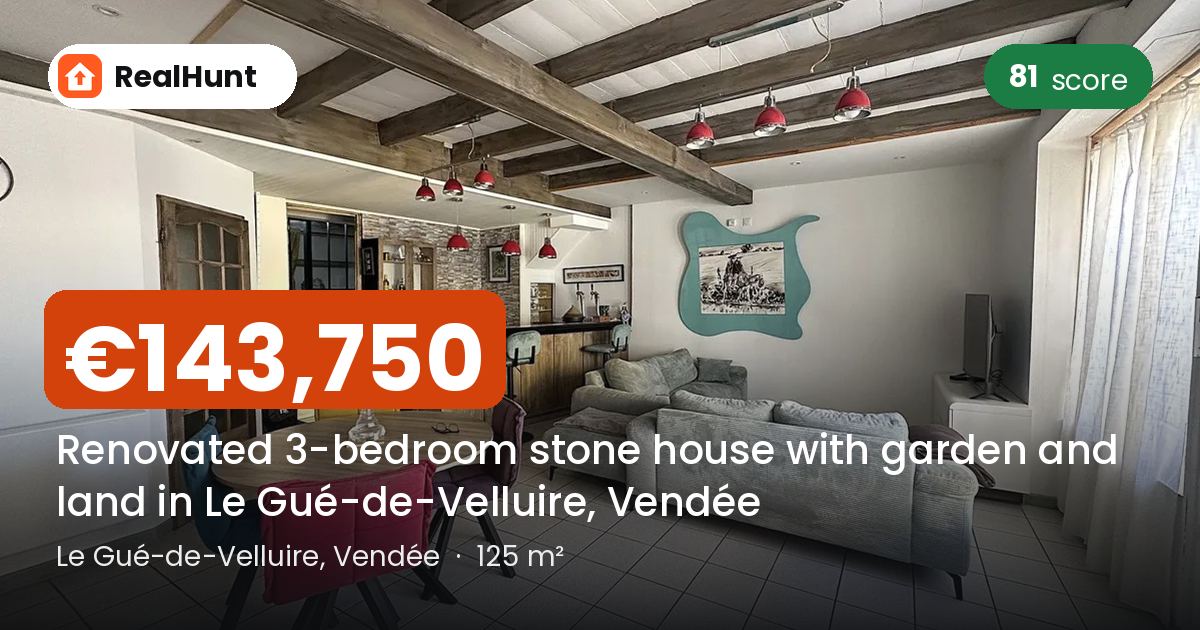 RealHunt
81 score
€143,750
Renovated 3-bedroom stone house with garden and
land in Le Gué-de-Velluire, Vendée
Le Gué-de-Velluire, Vendée · 125 m²